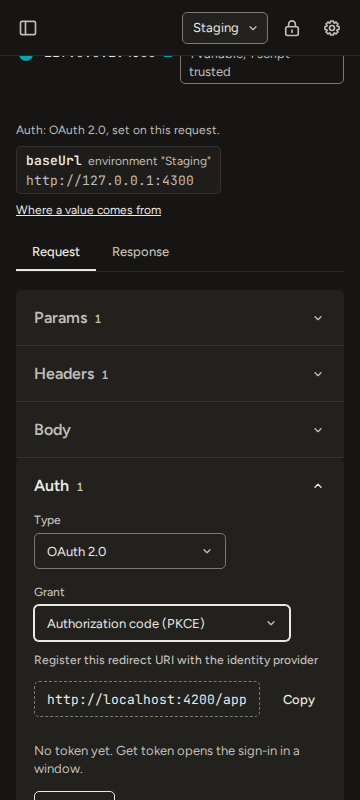 Staging
trusted
Auth: OAuth 2.0, set on this request.
baseUrl environment "Staging"
http://127.0.0.1:4300
Where a value comes from
Request Response
Params 1
Headers 1
Body
Auth 1
Type
OAuth 2.0
Grant
Authorization code (PKCE)
Register this redirect URI with the identity provider
http://localhost:4200/app Copy
No token yet. Get token opens the sign-in in a
window.